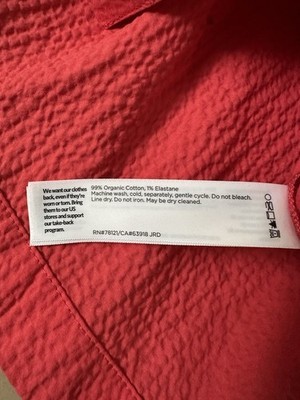 We want our clothes
back, even if they're
worn or torn. Bring
them to our US
stores and support
our take-back
program.
99% Organic Cotton, 1% Elastane
Machine wash, cold, separately, gentle cycle. Do not bleach.
Line dry. Do not iron. May be dry cleaned.
RN#78121/CA#63918 JRD